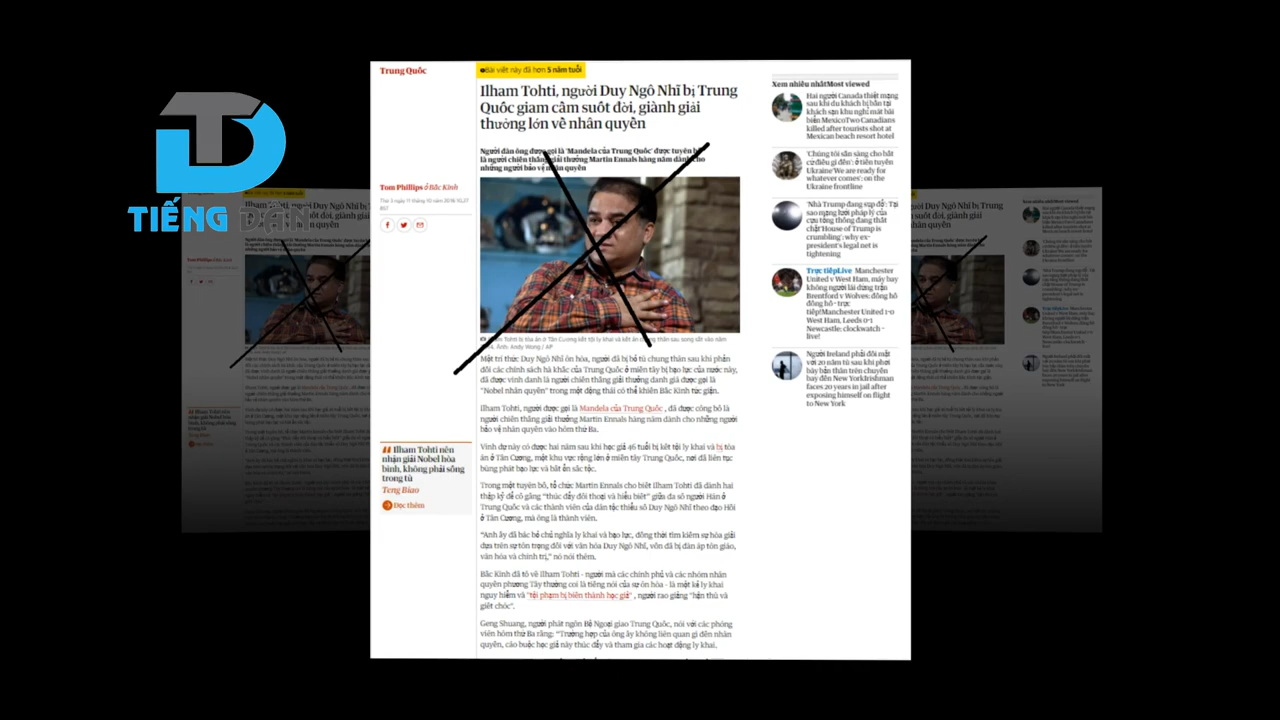 TIẾNG DÂN
Trung Quốc
Bài viết này đã hơn 5 năm tuổi
Ilham Tohti, người Duy Ngô Nhĩ bị Trung
Quốc giam cầm suốt đời, giành giải
thưởng lớn về nhân quyền
Người đàn ông được gọi là 'Mandela của Trung Quốc' được tuyên bố
là người chiến thắng giải thưởng Martin Ennals hàng năm dành cho
những người bảo vệ nhân quyền
Tom Phillips ở Bắc Kinh
Thứ 3 ngày 11 tháng 10 năm 2016
Tohti bị tòa án ở Tân Cương kết tội ly khai và kết án chung thân sau song sắt vào năm
Ảnh: Andy Wong / AP
Một trí thức Duy Ngô Nhĩ ôn hòa, người đã bị bỏ tù chung thân sau khi phản
đối các chính sách hà khắc của Trung Quốc ở miền tây bị bạo lực của nước này,
đã được vinh danh là người chiến thắng giải thưởng danh giá được gọi là
"Nobel nhân quyền" trong một động thái có thể khiến Bắc Kinh tức giận.
Ilham Tohti, người được gọi là Mandela của Trung Quốc , đã được công bố là
người chiến thắng giải thưởng Martin Ennals hàng năm dành cho những người
bảo vệ nhân quyền vào hôm thứ Ba.
Vinh dự này có được hai năm sau khi học giả 46 tuổi bị kết tội ly khai và bị tòa
án ở Tân Cương, một khu vực rộng lớn ở miền tây Trung Quốc, nơi đã liên tục
bùng phát bạo lực và bất ổn sắc tộc.
Trong một tuyên bố, tổ chức Martin Ennals cho biết Ilham Tohti đã dành hai
thập kỷ để cố gắng "thúc đẩy đối thoại và hiểu biết" giữa đa số người Hán ở
Trung Quốc và các thành viên của dân tộc thiểu số Duy Ngô Nhĩ theo đạo Hồi
ở Tân Cương, mà ông là thành viên.
"Anh ấy đã bác bỏ chủ nghĩa ly khai và bạo lực, đồng thời tìm kiếm sự hòa giải
dựa trên sự tôn trọng đối với văn hóa Duy Ngô Nhĩ, vốn đã bị đàn áp tôn giáo,
văn hóa và chính trị," nó nói thêm.
Bắc Kinh đã tô vẽ Ilham Tohti - người mà các chính phủ và các nhóm nhân
quyền phương Tây thường coi là tiếng nói của sự ôn hòa - là một kẻ ly khai
nguy hiểm và "tội phạm bị biến thành học giả" , người rao giảng "hận thù và
giết chóc".
Geng Shuang, người phát ngôn Bộ Ngoại giao Trung Quốc, nói với các phóng
viên hôm thứ Ba rằng: "Trường hợp của ông ấy không liên quan gì đến nhân
quyền, cáo buộc học giả này thúc đẩy và tham gia các hoạt động ly khai.
Ilham Tohti nên
nhận giải Nobel hòa
bình, không phải sống
trong tù
Teng Biao
Đọc thêm
Xem nhiều nhấtMost viewed
Hai người Canada thiệt mạng
sau khi du khách bị bắn tại
khách sạn khu nghỉ mát bãi
biển MexicoTwo Canadians
killed after tourists shot at
Mexican beach resort hotel
'Chúng tôi sẵn sàng cho bất
cứ điều gì đến': ở tiền tuyến
Ukraine'We are ready for
whatever comes': on the
Ukraine frontline
'Nhà Trump đang sụp đổ': Tại
sao mạng lưới pháp lý của
cựu tổng thống đang thắt
chặt'House of Trump is
crumbling': why ex-
president's legal net is
tightening
Trực tiếpLive Manchester
United v West Ham, máy bay
không người lái dừng trận
Brentford v Wolves: đồng hồ
đồng hồ - trực
tiếp!Manchester United 1-0
West Ham, Leeds 0-1
Newcastle: clockwatch –
live!
Người Ireland phải đối mặt
với 20 năm tù sau khi phơi
bày bản thân trên chuyến
bay đến New YorkIrishman
faces 20 years in jail after
exposing himself on flight
to New York